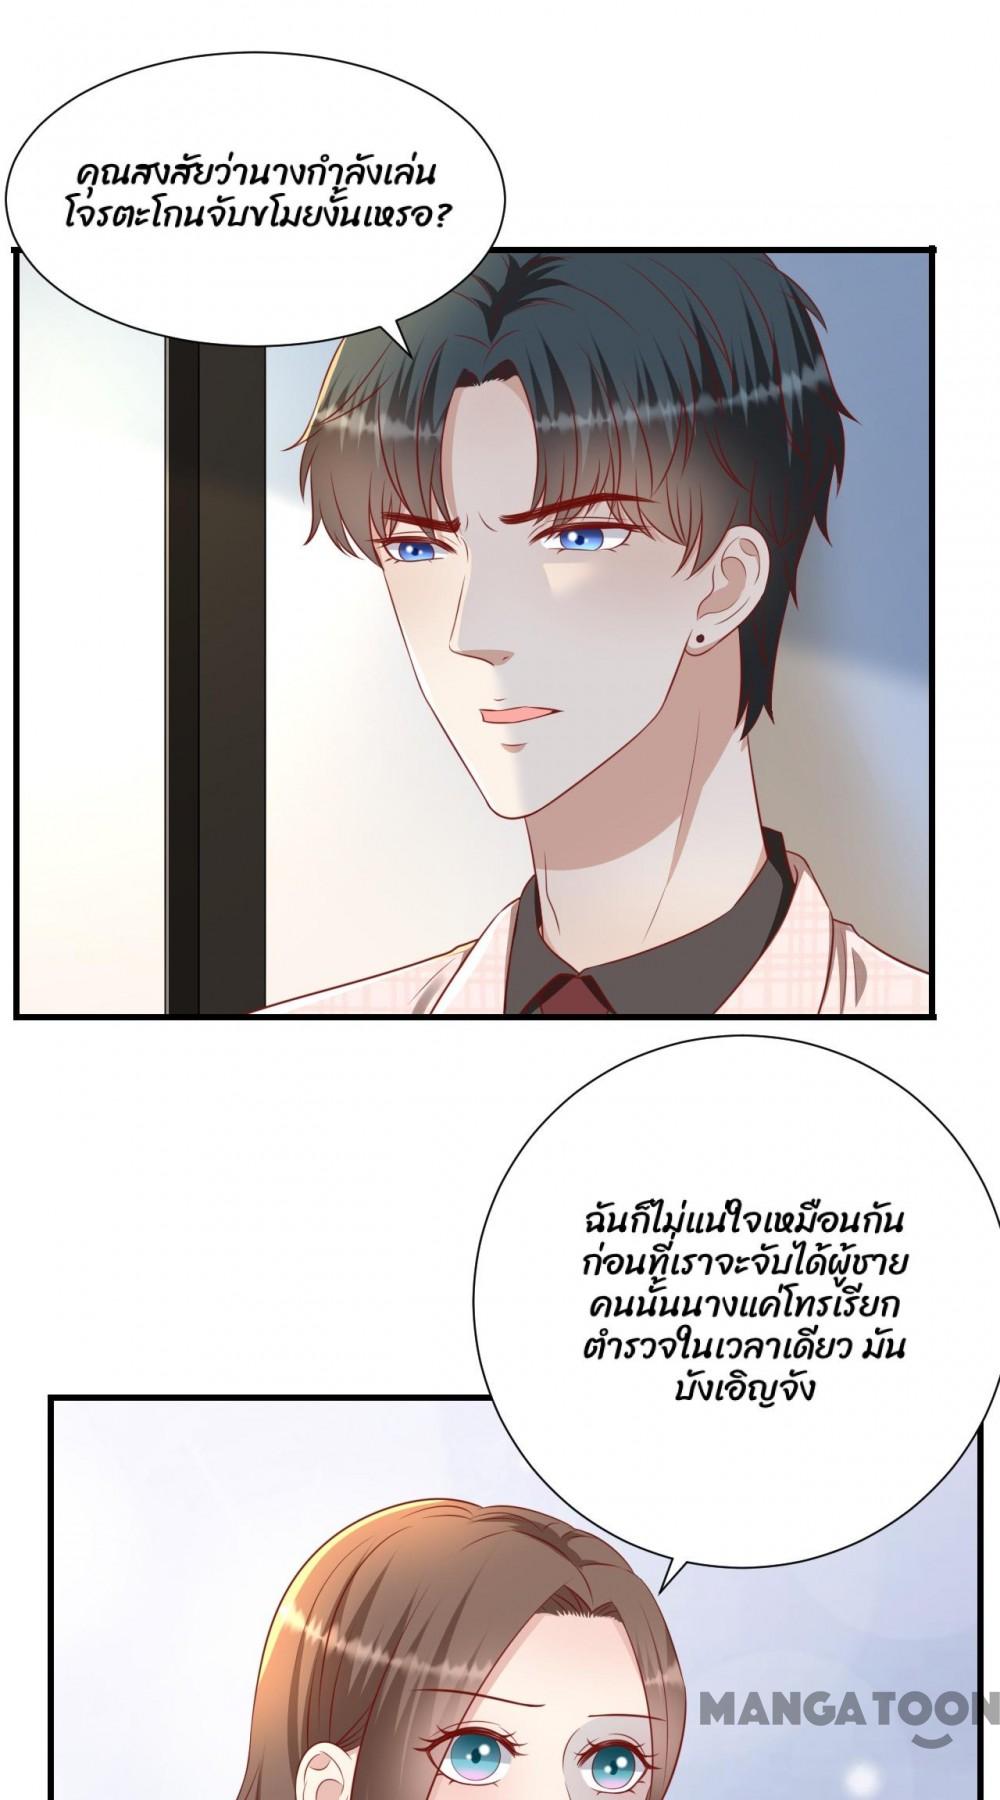 คุณสงสัยว่านางกำลังเล่น
โจรตะโกนจับขโมยงั้นเหรอ?
ฉันก็ไม่แน่ใจเหมือนกัน
ก่อนที่เราจะจับได้ผู้ชาย
คนนั้นนางแค่โทรเรียก
ตำรวจในเวลาเดียว มัน
บังเอิญจัง
MANGATOON